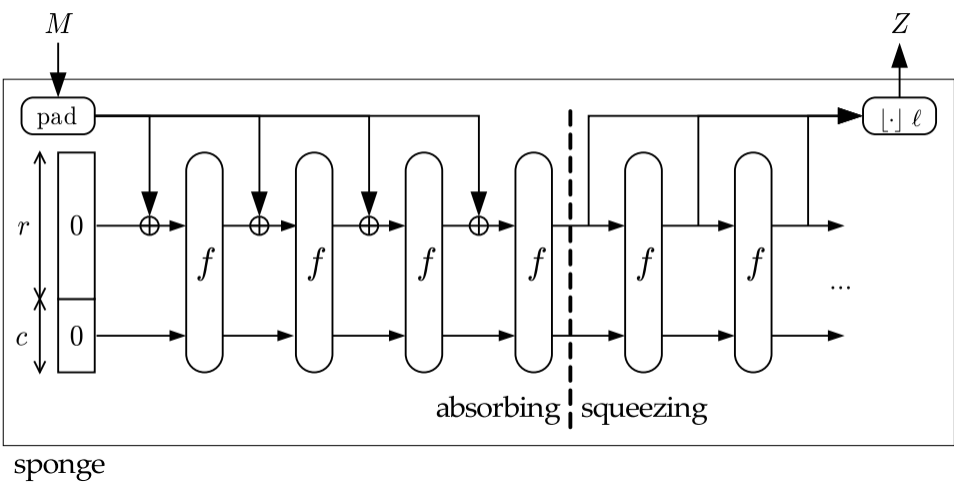 M Z
pad ⌊·⌋ ℓ
r 0 f f f f f f
...
c 0
absorbing squeezing
sponge